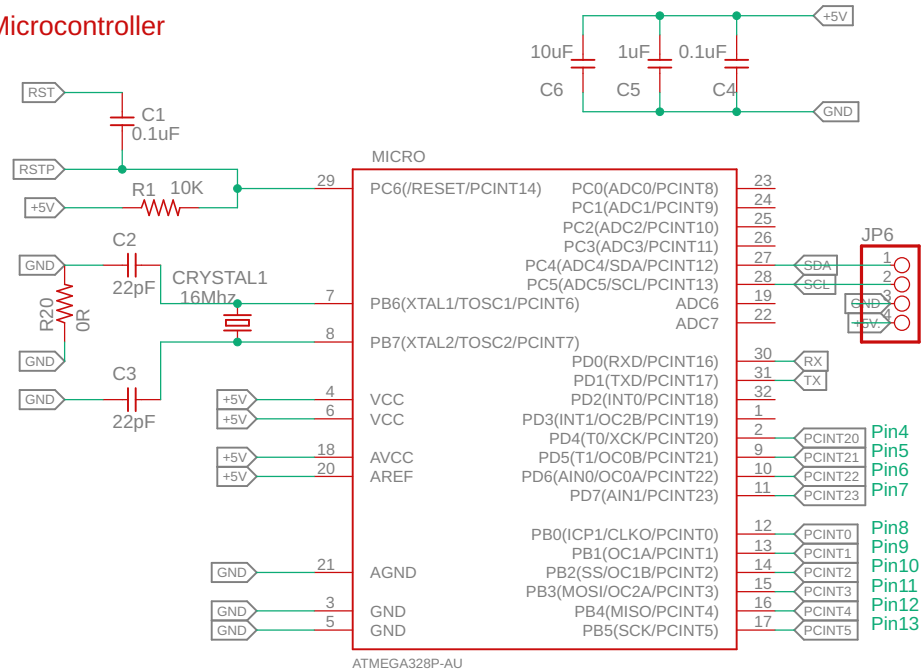 Microcontroller
+5V
10uF 1uF 0.1uF
C6 C5 C4
GND
RST
C1
0.1uF
RSTP
R1 10K
+5V
GND
C2
22pF
CRYSTAL1
16Mhz
R20
0R
GND
GND
C3
22pF
MICRO
29 PC6(/RESET/PCINT14)
7 PB6(XTAL1/TOSC1/PCINT6)
8 PB7(XTAL2/TOSC2/PCINT7)
+5V 4 VCC
+5V 6 VCC
+5V 18 AVCC
+5V 20 AREF
GND 21 AGND
GND 3 GND
GND 5 GND
PC0(ADC0/PCINT8) 23
PC1(ADC1/PCINT9) 24
PC2(ADC2/PCINT10) 25
PC3(ADC3/PCINT11) 26
PC4(ADC4/SDA/PCINT12) 27 SDA
PC5(ADC5/SCL/PCINT13) 28 SCL
ADC6 19
ADC7 22
PD0(RXD/PCINT16) 30 RX
PD1(TXD/PCINT17) 31 TX
PD2(INT0/PCINT18) 32
PD3(INT1/OC2B/PCINT19) 1
PD4(T0/XCK/PCINT20) 2 PCINT20 Pin4
PD5(T1/OC0B/PCINT21) 9 PCINT21 Pin5
PD6(AIN0/OC0A/PCINT22) 10 PCINT22 Pin6
PD7(AIN1/PCINT23) 11 PCINT23 Pin7
PB0(ICP1/CLKO/PCINT0) 12 PCINT0 Pin8
PB1(OC1A/PCINT1) 13 PCINT1 Pin9
PB2(SS/OC1B/PCINT2) 14 PCINT2 Pin10
PB3(MOSI/OC2A/PCINT3) 15 PCINT3 Pin11
PB4(MISO/PCINT4) 16 PCINT4 Pin12
PB5(SCK/PCINT5) 17 PCINT5 Pin13
ATMEGA328P-AU
JP6
1
2
GND 3
+5V 4